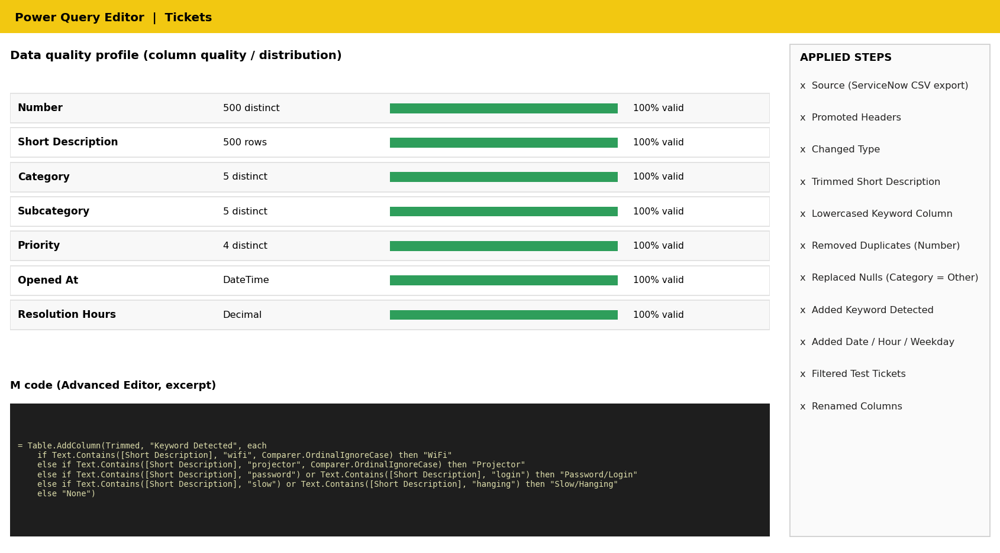 Power Query Editor | Tickets
Data quality profile (column quality / distribution)
Number 500 distinct 100% valid
Short Description 500 rows 100% valid
Category 5 distinct 100% valid
Subcategory 5 distinct 100% valid
Priority 4 distinct 100% valid
Opened At DateTime 100% valid
Resolution Hours Decimal 100% valid
M code (Advanced Editor, excerpt)
= Table.AddColumn(Trimmed, "Keyword Detected", each
    if Text.Contains([Short Description], "wifi", Comparer.OrdinalIgnoreCase) then "WiFi"
    else if Text.Contains([Short Description], "projector", Comparer.OrdinalIgnoreCase) then "Projector"
    else if Text.Contains([Short Description], "password") or Text.Contains([Short Description], "login") then "Password/Login"
    else if Text.Contains([Short Description], "slow") or Text.Contains([Short Description], "hanging") then "Slow/Hanging"
    else "None")
APPLIED STEPS
x Source (ServiceNow CSV export)
x Promoted Headers
x Changed Type
x Trimmed Short Description
x Lowercased Keyword Column
x Removed Duplicates (Number)
x Replaced Nulls (Category = Other)
x Added Keyword Detected
x Added Date / Hour / Weekday
x Filtered Test Tickets
x Renamed Columns